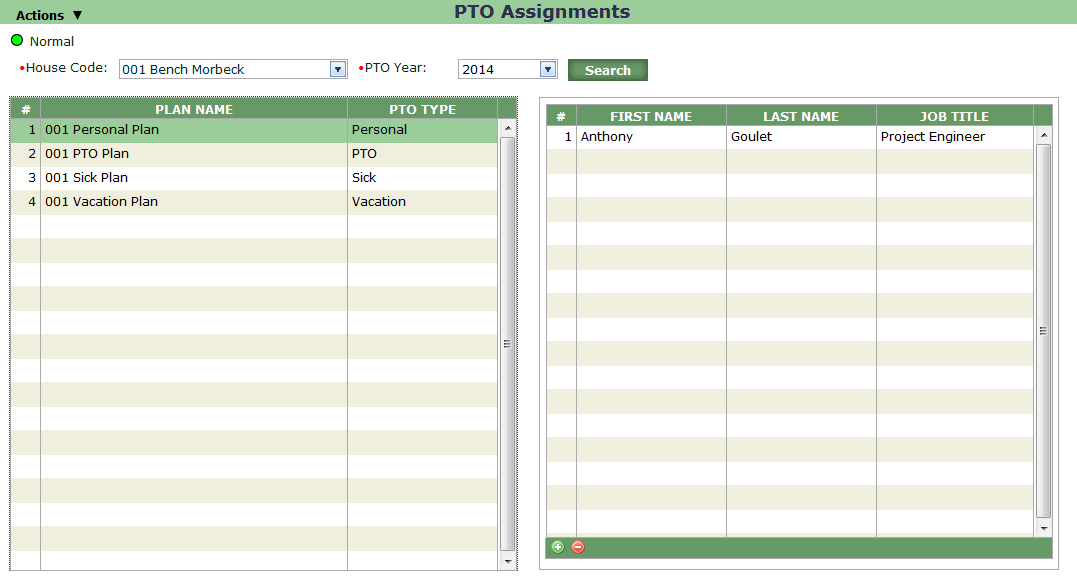 Actions ▼
PTO Assignments
Normal
•House Code: 001 Bench Morbeck •PTO Year: 2014 Search
# PLAN NAME PTO TYPE
1 001 Personal Plan Personal
2 001 PTO Plan PTO
3 001 Sick Plan Sick
4 001 Vacation Plan Vacation
# FIRST NAME LAST NAME JOB TITLE
1 Anthony Goulet Project Engineer